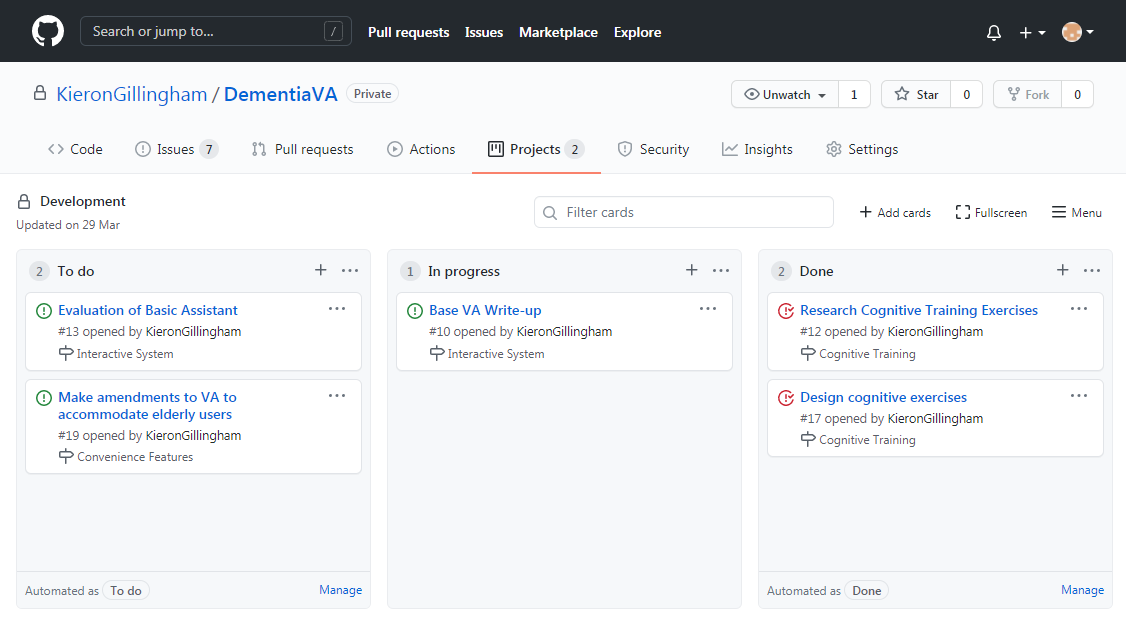 Search or jump to... /
Pull requests Issues Marketplace Explore
KieronGillingham / DementiaVA Private
Unwatch 1 Star 0 Fork 0
Code Issues 7 Pull requests Actions Projects 2 Security Insights Settings
Development
Updated on 29 Mar
Filter cards
Add cards Fullscreen Menu
2 To do
Evaluation of Basic Assistant
#13 opened by KieronGillingham
Interactive System
Make amendments to VA to
accommodate elderly users
#19 opened by KieronGillingham
Convenience Features
Automated as To do Manage
1 In progress
Base VA Write-up
#10 opened by KieronGillingham
Interactive System
2 Done
Research Cognitive Training Exercises
#12 opened by KieronGillingham
Cognitive Training
Design cognitive exercises
#17 opened by KieronGillingham
Cognitive Training
Automated as Done Manage